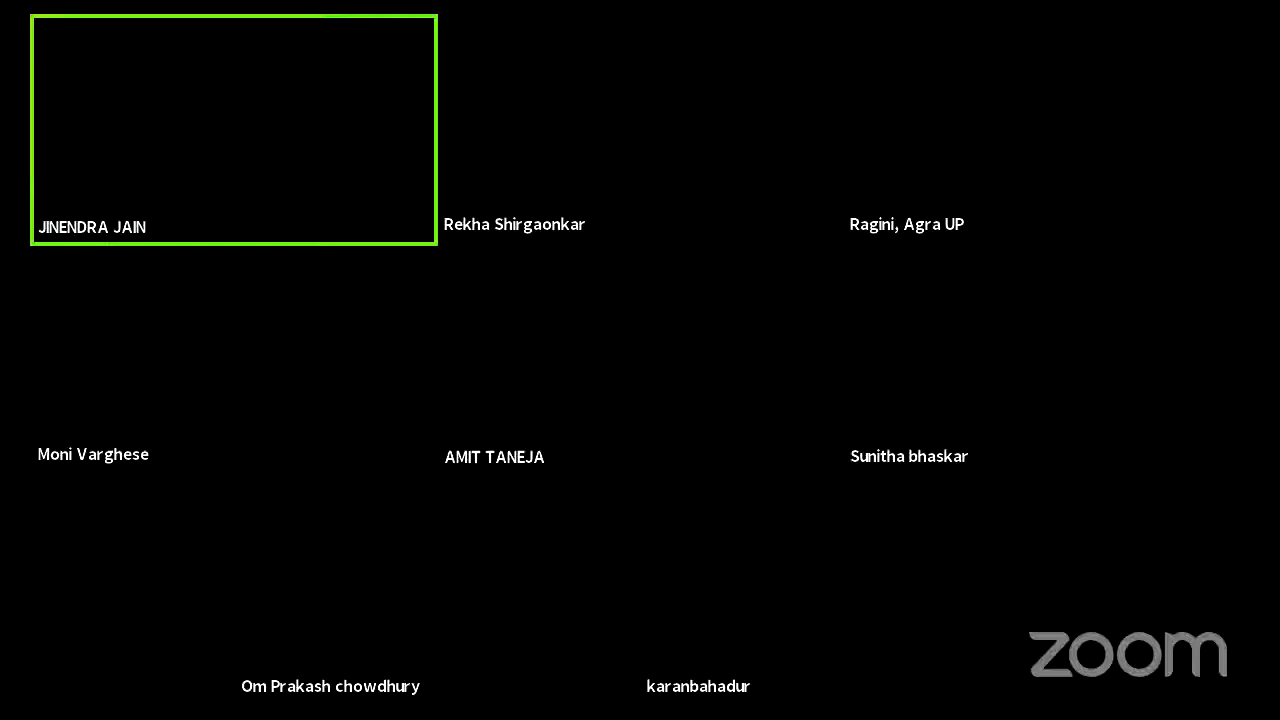 JINENDRA JAIN
Rekha Shirgaonkar
Ragini, Agra UP
Moni Varghese
AMIT TANEJA
Sunitha bhaskar
Om Prakash chowdhury
karanbahadur
zoom